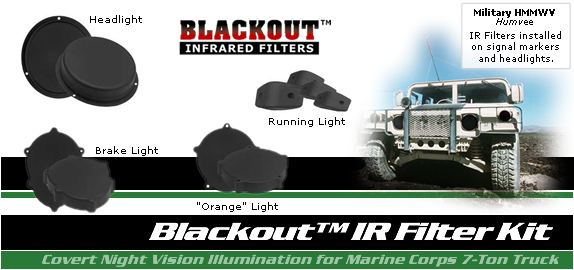 Headlight
BLACKOUT™
INFRARED FILTERS
Military HMMWV
Humvee
IR Filters installed
on signal markers
and headlights.
Running Light
Brake Light
"Orange" Light
Blackout™ IR Filter Kit
Covert Night Vision Illumination for Marine Corps 7-Ton Truck